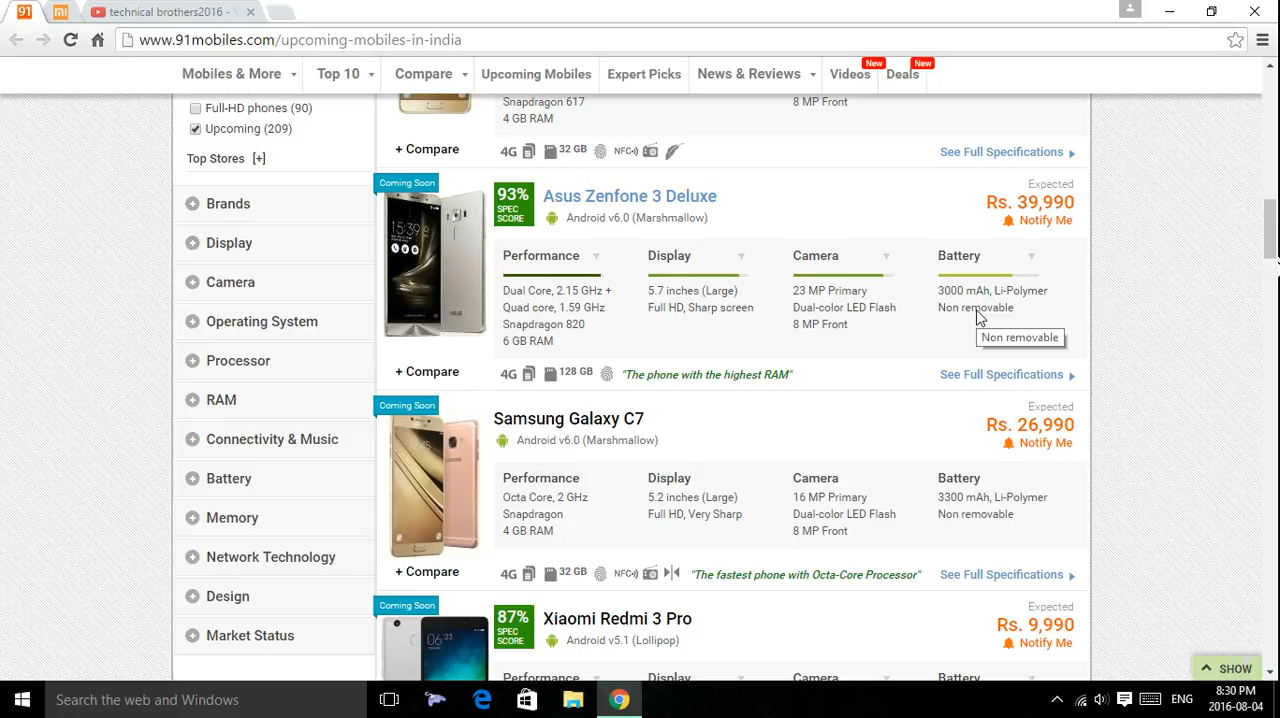 91
mi
technical brothers2016 -
www.91mobiles.com/upcoming-mobiles-in-india
Mobiles & More
Top 10
Compare
Upcoming Mobiles
Expert Picks
News & Reviews
Videos
New
Deals
New
Full-HD phones (90)
Upcoming (209)
Top Stores [+]
Brands
Display
Camera
Operating System
Processor
RAM
Connectivity & Music
Battery
Memory
Network Technology
Design
Market Status
Snapdragon 617
4 GB RAM
8 MP Front
+ Compare
4G 32 GB NFC
See Full Specifications
Coming Soon
93%
SPEC
SCORE
Asus Zenfone 3 Deluxe
Android v6.0 (Marshmallow)
Expected
Rs. 39,990
Notify Me
Performance
Dual Core, 2.15 GHz +
Quad core, 1.59 GHz
Snapdragon 820
6 GB RAM
Display
5.7 inches (Large)
Full HD, Sharp screen
Camera
23 MP Primary
Dual-color LED Flash
8 MP Front
Battery
3000 mAh, Li-Polymer
Non removable
Non removable
15:39
ASUS
+ Compare
4G 128 GB "The phone with the highest RAM"
See Full Specifications
Coming Soon
Samsung Galaxy C7
Android v6.0 (Marshmallow)
Expected
Rs. 26,990
Notify Me
Performance
Octa Core, 2 GHz
Snapdragon
4 GB RAM
Display
5.2 inches (Large)
Full HD, Very Sharp
Camera
16 MP Primary
Dual-color LED Flash
8 MP Front
Battery
3300 mAh, Li-Polymer
Non removable
+ Compare
4G 32 GB NFC "The fastest phone with Octa-Core Processor"
See Full Specifications
Coming Soon
87%
SPEC
SCORE
Xiaomi Redmi 3 Pro
Android v5.1 (Lollipop)
Expected
Rs. 9,990
Notify Me
Performance
Display
Camera
Battery
SHOW
Search the web and Windows
ENG
8:30 PM
2016-08-04